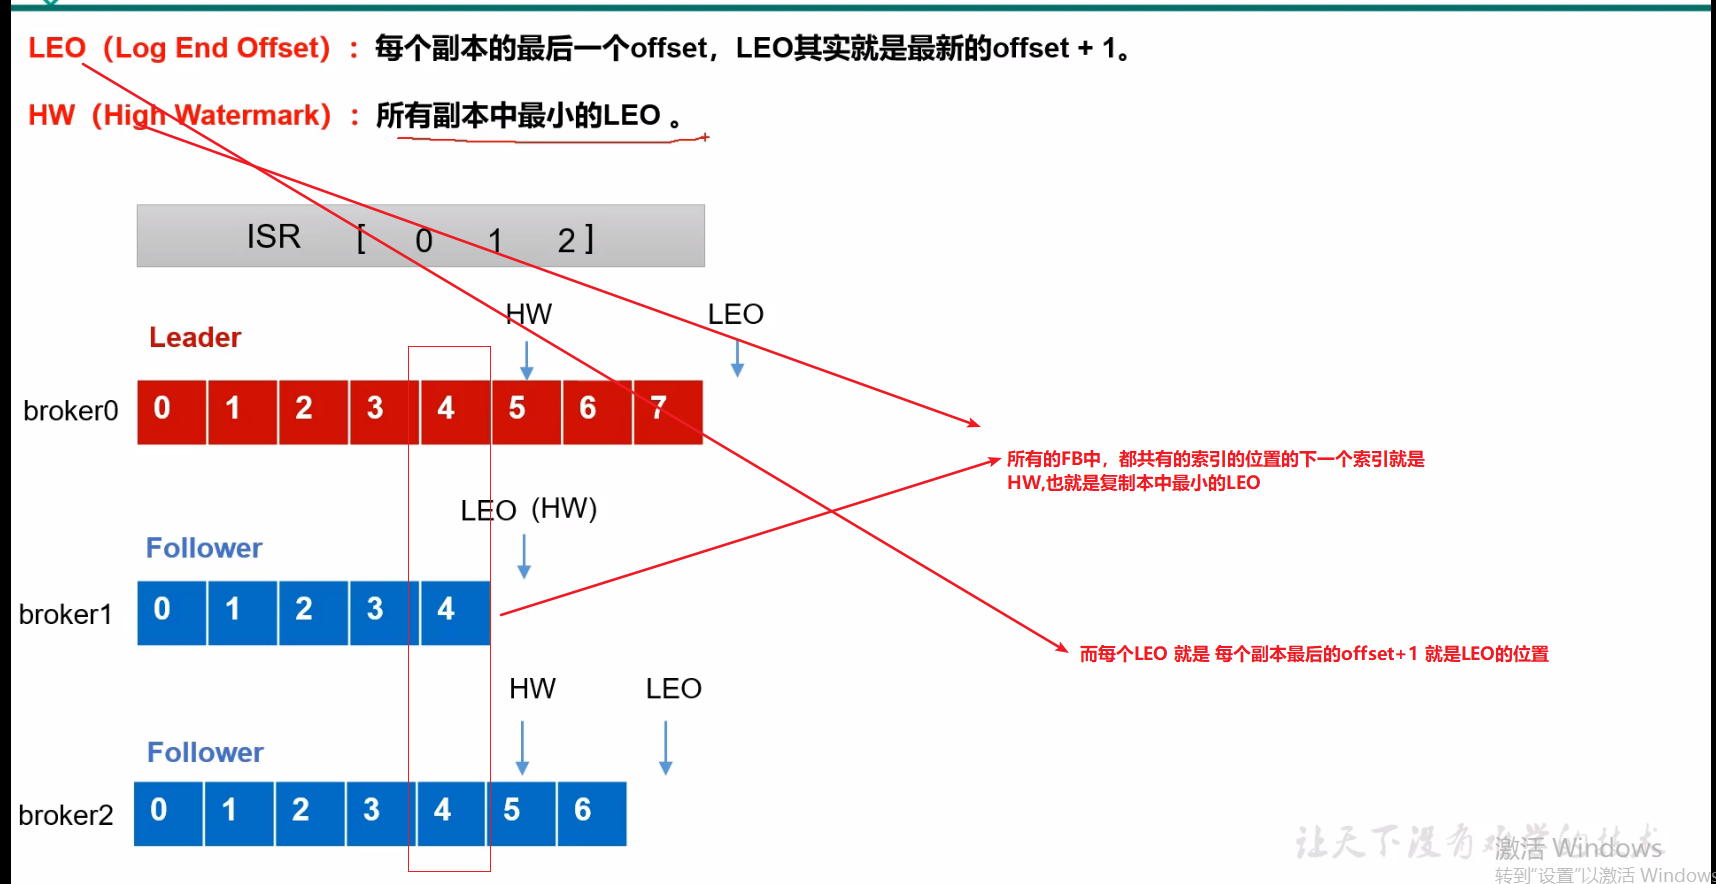 LEO（Log End Offset）：每个副本的最后一个offset，LEO其实就是最新的offset + 1。
HW（High Watermark）：所有副本中最小的LEO 。
ISR [ 0 1 2 ]
HW LEO
Leader
broker0 0 1 2 3 4 5 6 7
所有的FB中，都共有的索引的位置的下一个索引就是
HW,也就是复制本中最小的LEO
LEO (HW)
Follower
broker1 0 1 2 3 4
而每个LEO 就是 每个副本最后的offset+1 就是LEO的位置
HW LEO
Follower
broker2 0 1 2 3 4 5 6
让天下没有难学的技术
激活 Windows
转到"设置"以激活 Windows